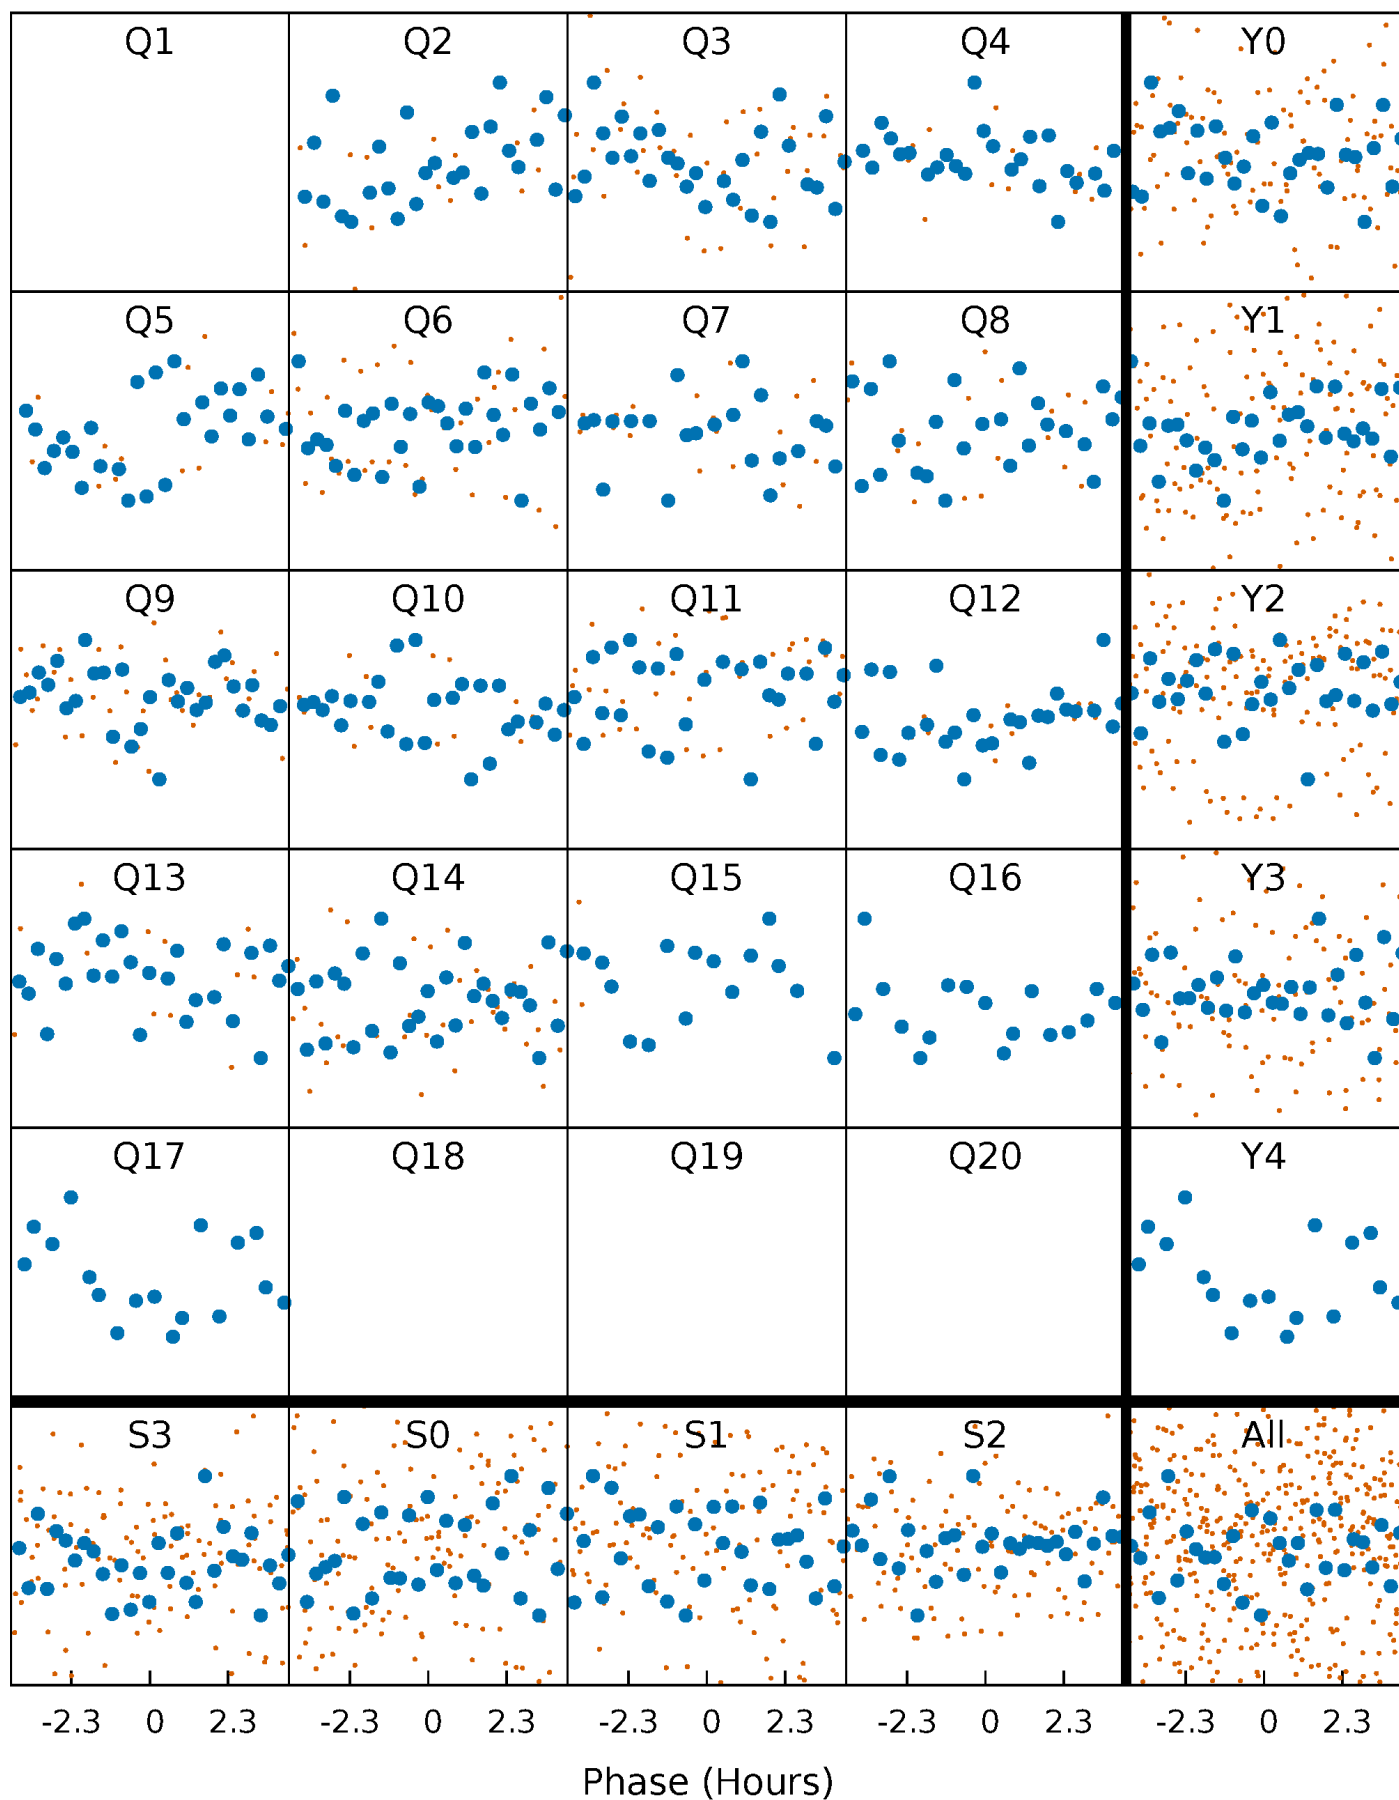 Q1 Q2 Q3 Q4 Y0
Q5 Q6 Q7 Q8 Y1
Q9 Q10 Q11 Q12 Y2
Q13 Q14 Q15 Q16 Y3
Q17 Q18 Q19 Q20 Y4
S3 S0 S1 S2 All
-2.3 0 2.3 -2.3 0 2.3 -2.3 0 2.3 -2.3 0 2.3 -2.3 0 2.3
Phase (Hours)